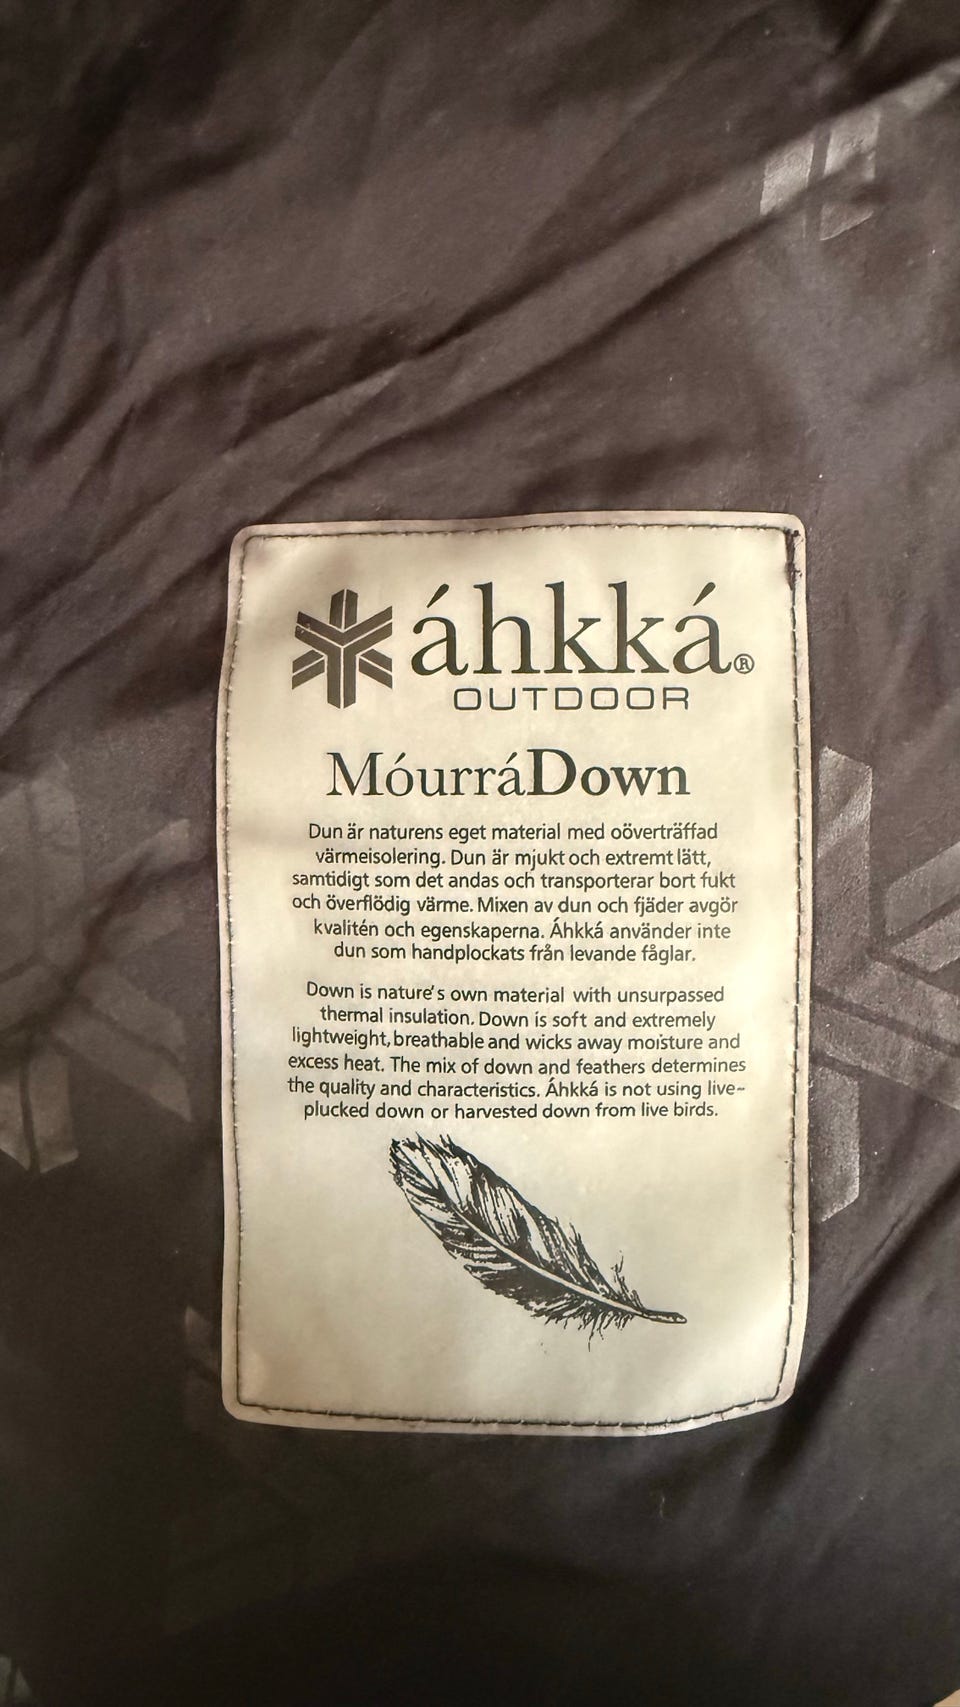 áhkká®
OUTDOOR
MóurráDown
Dun är naturens eget material med oöverträffad
värmeisolering. Dun är mjukt och extremt lätt,
samtidigt som det andas och transporterar bort fukt
och överflödig värme. Mixen av dun och fjäder avgör
kvalitén och egenskaperna. Áhkká använder inte
dun som handplockats från levande fåglar.
Down is nature's own material with unsurpassed
thermal insulation. Down is soft and extremely
lightweight, breathable and wicks away moisture and
excess heat. The mix of down and feathers determines
the quality and characteristics. Áhkká is not using live-
plucked down or harvested down from live birds.